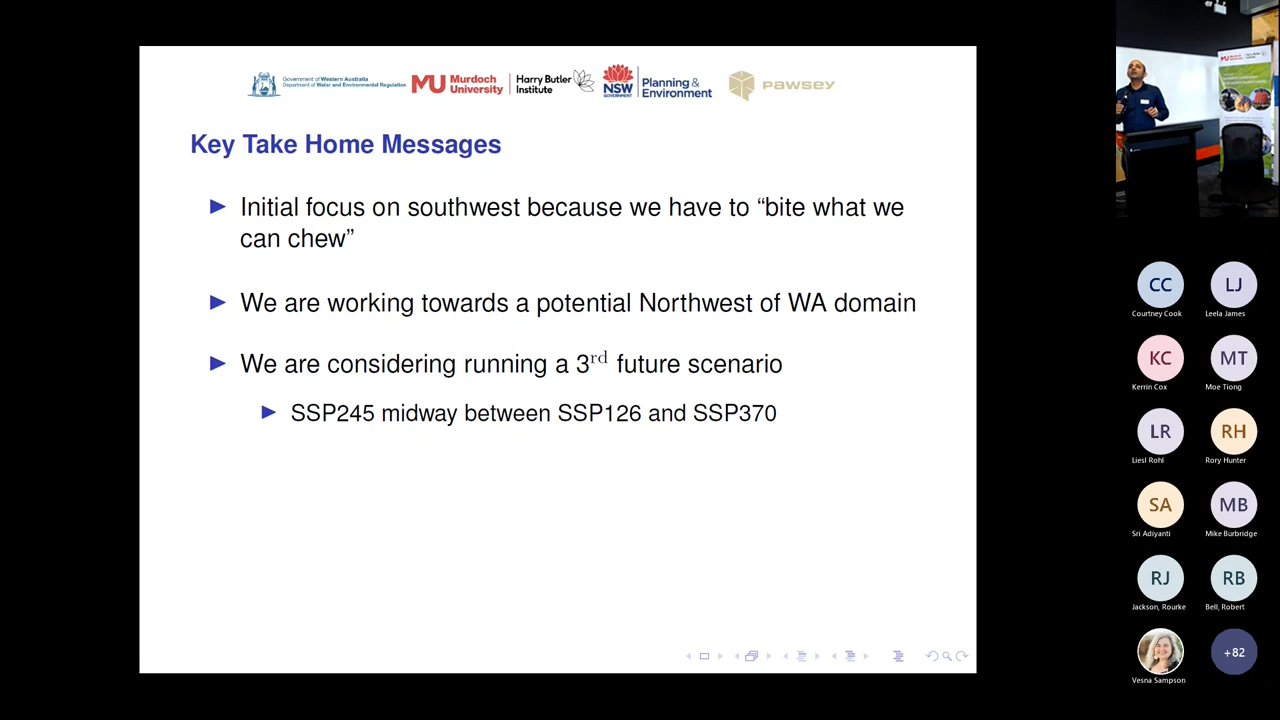 Government of Western Australia
Department of Water and Environmental Regulation
MU Murdoch University
Harry Butler Institute
NSW GOVERNMENT
Planning & Environment
PAWSEY
Key Take Home Messages
Initial focus on southwest because we have to “bite what we
can chew”
We are working towards a potential Northwest of WA domain
We are considering running a 3rd future scenario
SSP245 midway between SSP126 and SSP370
CC LJ
Courtney Cook Leela James
KC MT
Kerrin Cox Moe Tiong
LR RH
Liesl Rohl Rory Hunter
SA MB
Sri Adiyanti Mike Burbridge
RJ RB
Jackson, Rourke Bell, Robert
+82
Vesna Sampson